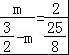 m/(3/2 - m) = 2/(25/8)